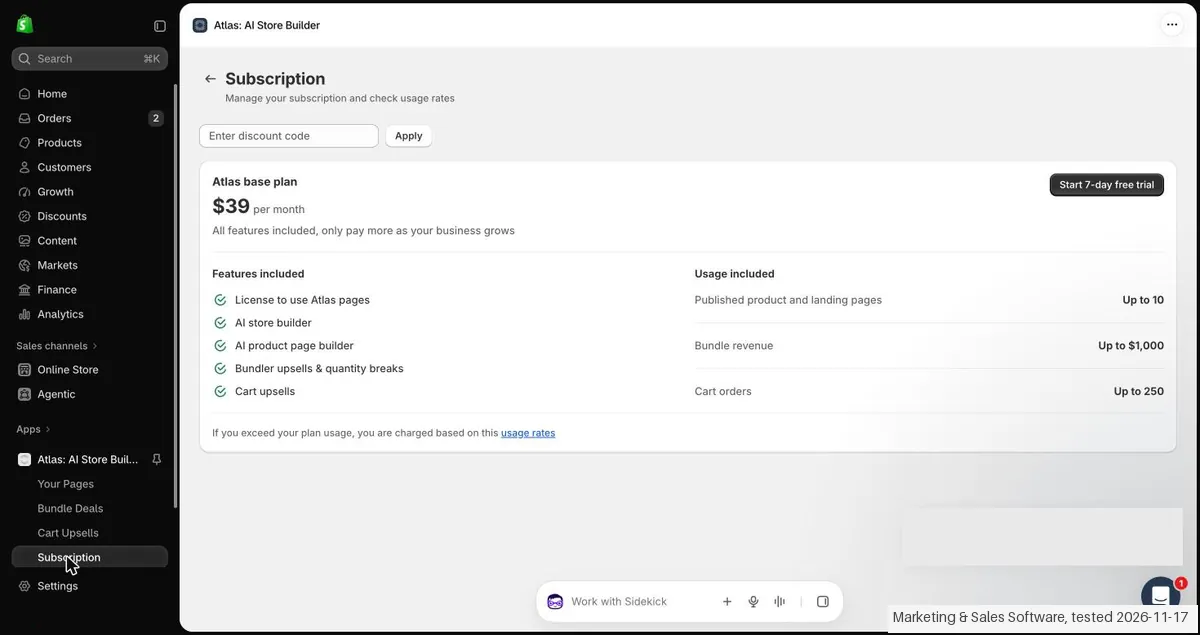 Atlas: AI Store Builder
Search ⌘K
Home
Orders 2
Products
Customers
Growth
Discounts
Content
Markets
Finance
Analytics
Sales channels
Online Store
Agentic
Apps
Atlas: AI Store Buil...
Your Pages
Bundle Deals
Cart Upsells
Subscription
Settings
Subscription
Manage your subscription and check usage rates
Enter discount code Apply
Atlas base plan
Start 7-day free trial
$39 per month
All features included, only pay more as your business grows
Features included
License to use Atlas pages
AI store builder
AI product page builder
Bundler upsells & quantity breaks
Cart upsells
Usage included
Published product and landing pages Up to 10
Bundle revenue Up to $1,000
Cart orders Up to 250
If you exceed your plan usage, you are charged based on this usage rates
Work with Sidekick
1
Marketing & Sales Software, tested 2026-11-17